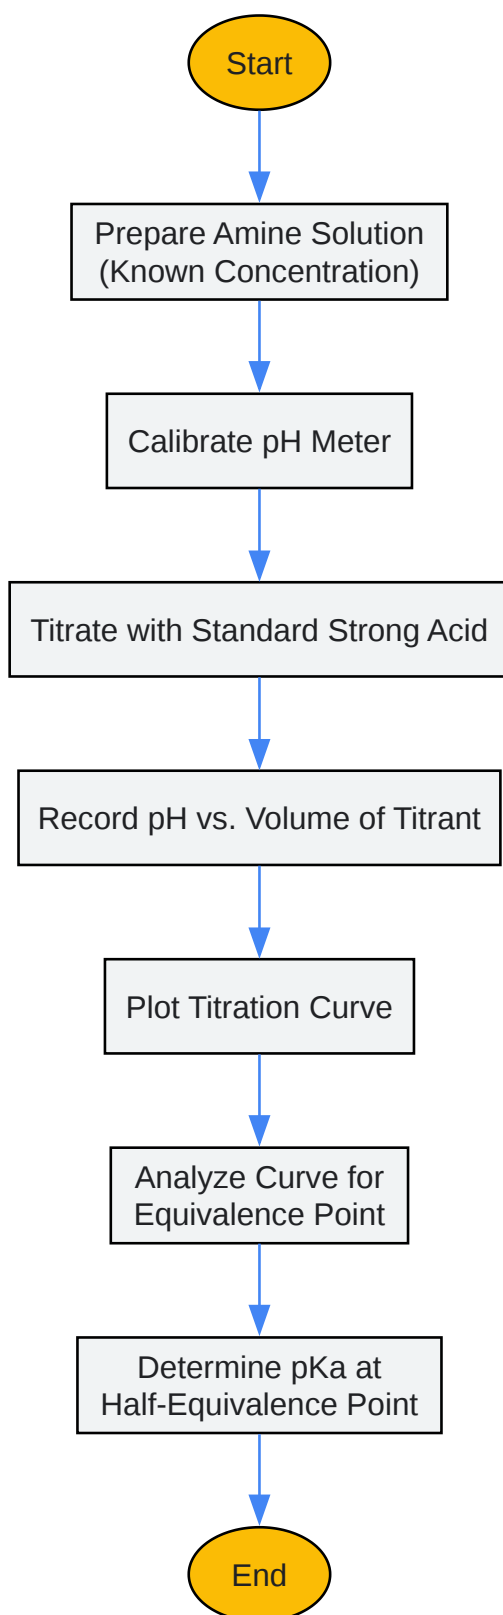 Start
Prepare Amine Solution
(Known Concentration)
Calibrate pH Meter
Titrate with Standard Strong Acid
Record pH vs. Volume of Titrant
Plot Titration Curve
Analyze Curve for
Equivalence Point
Determine pKa at
Half-Equivalence Point
End